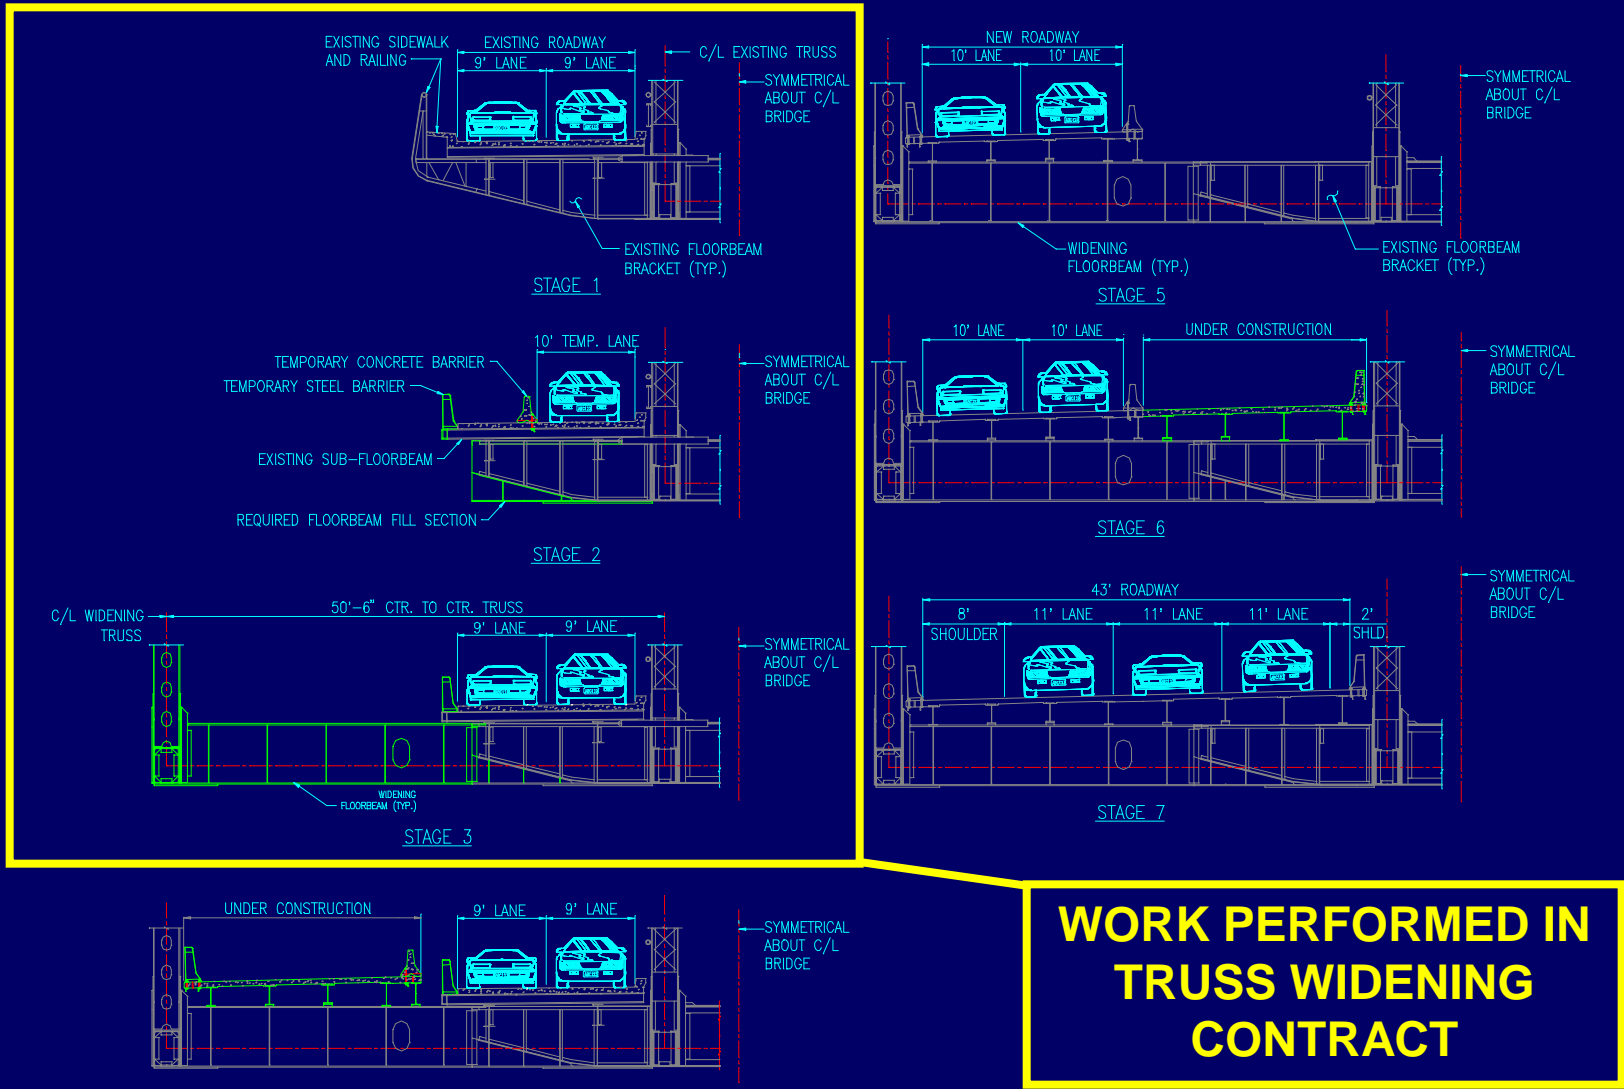 EXISTING SIDEWALK
AND RAILING
EXISTING ROADWAY
9' LANE
9' LANE
C/L EXISTING TRUSS
SYMMETRICAL
ABOUT C/L
BRIDGE
EXISTING FLOORBEAM
BRACKET (TYP.)
STAGE 1
10' TEMP. LANE
TEMPORARY CONCRETE BARRIER
TEMPORARY STEEL BARRIER
SYMMETRICAL
ABOUT C/L
BRIDGE
EXISTING SUB-FLOORBEAM
REQUIRED FLOORBEAM FILL SECTION
STAGE 2
C/L WIDENING
TRUSS
50'-6" CTR. TO CTR. TRUSS
9' LANE
9' LANE
SYMMETRICAL
ABOUT C/L
BRIDGE
WIDENING
FLOORBEAM (TYP.)
STAGE 3
UNDER CONSTRUCTION
9' LANE
9' LANE
SYMMETRICAL
ABOUT C/L
BRIDGE
NEW ROADWAY
10' LANE
10' LANE
SYMMETRICAL
ABOUT C/L
BRIDGE
WIDENING
FLOORBEAM (TYP.)
EXISTING FLOORBEAM
BRACKET (TYP.)
STAGE 5
10' LANE
10' LANE
UNDER CONSTRUCTION
SYMMETRICAL
ABOUT C/L
BRIDGE
STAGE 6
43' ROADWAY
8'
SHOULDER
11' LANE
11' LANE
11' LANE
2'
SHLD.
SYMMETRICAL
ABOUT C/L
BRIDGE
STAGE 7
WORK PERFORMED IN
TRUSS WIDENING
CONTRACT